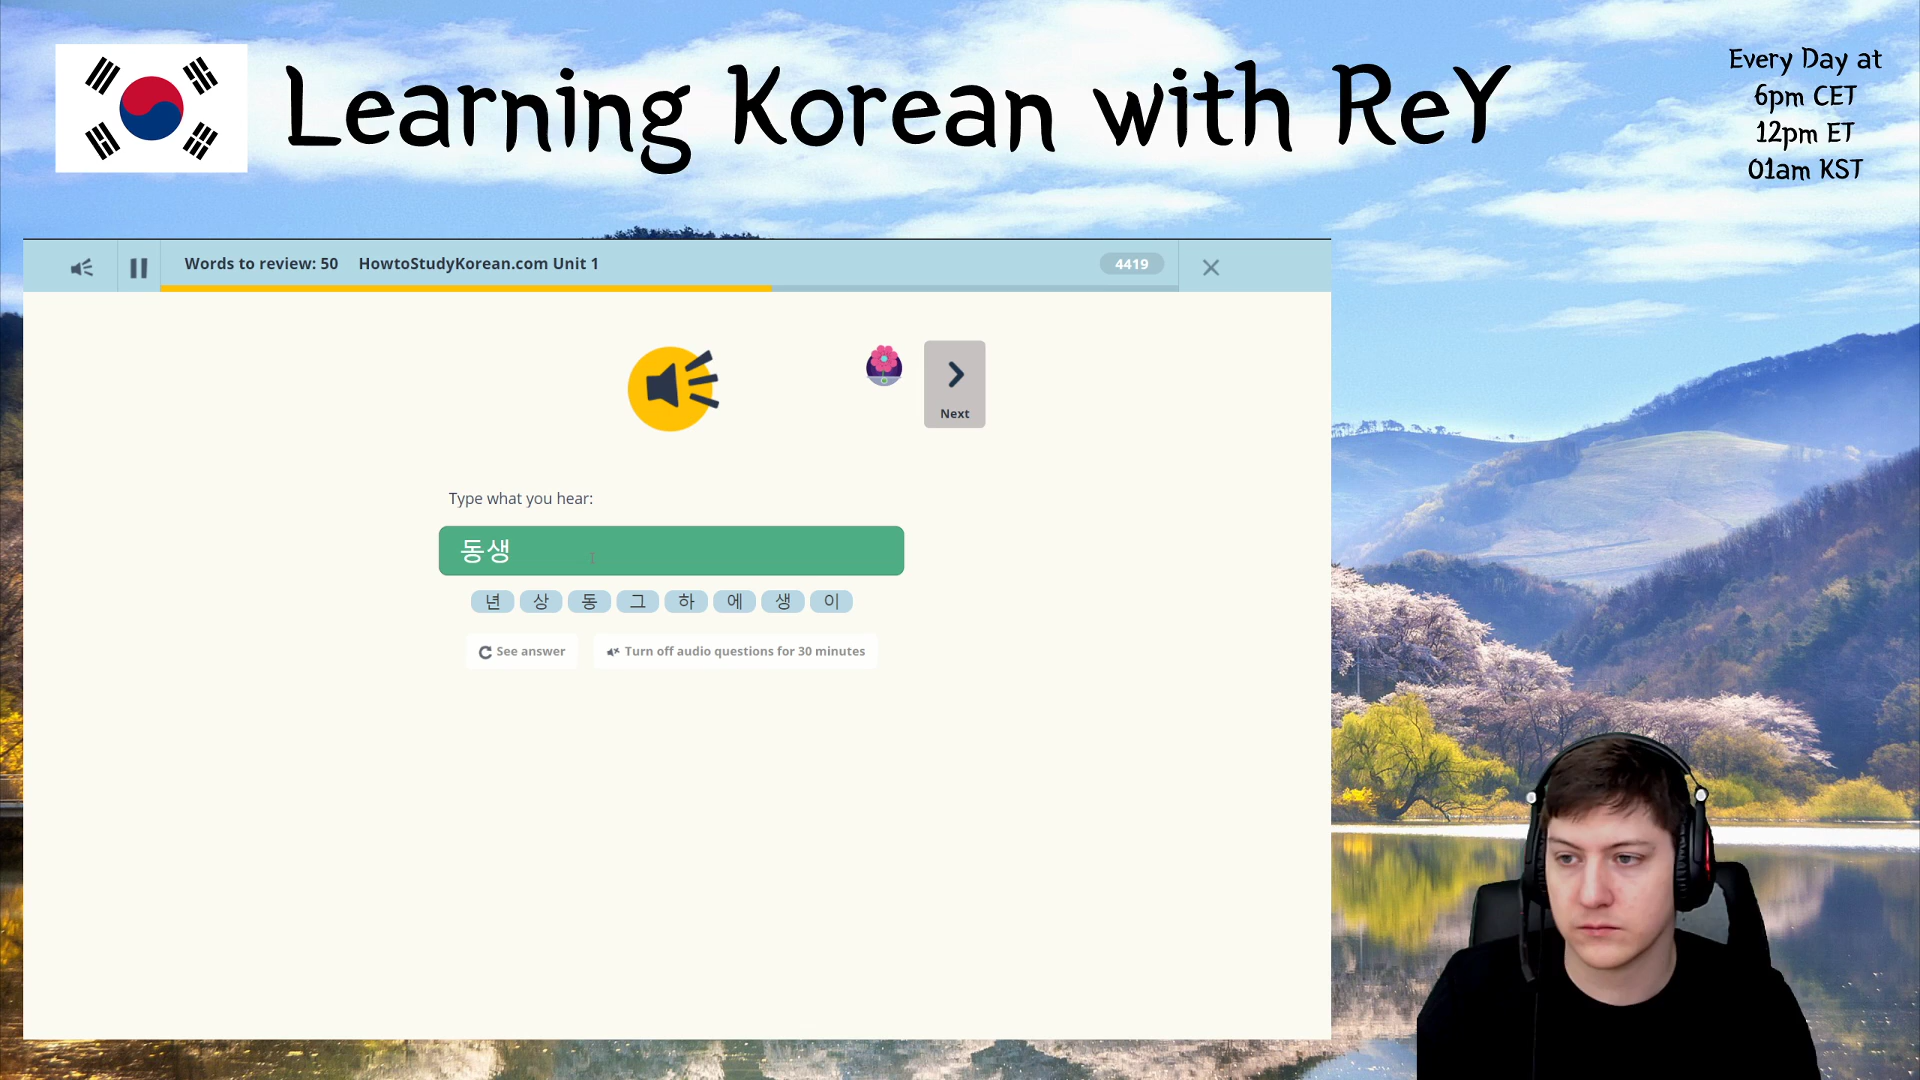 Learning Korean with ReY
Every Day at
6pm CET
12pm ET
01am KST
Words to review: 50 HowtoStudyKorean.com Unit 1
4419
Next
Type what you hear:
동생
년 상 동 그 하 에 생 이
See answer
Turn off audio questions for 30 minutes